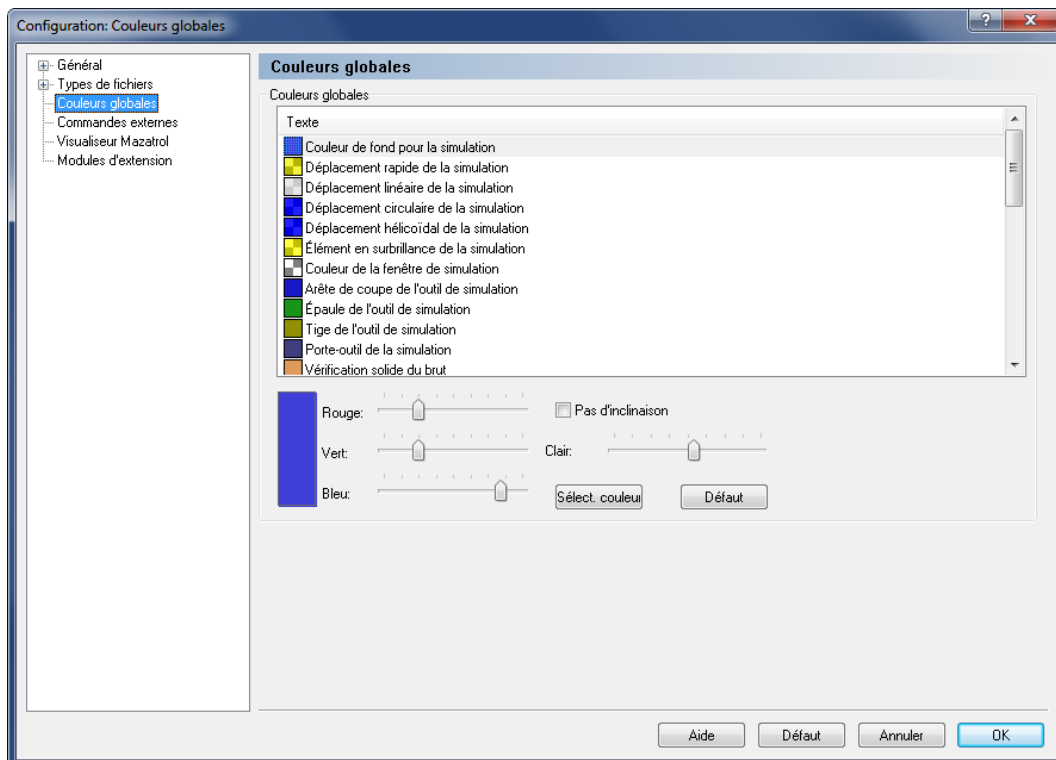 Configuration: Couleurs globales
?
Général
Types de fichiers
Couleurs globales
Commandes externes
Visualiseur Mazatrol
Modules d'extension
Couleurs globales
Couleurs globales
Texte
Couleur de fond pour la simulation
Déplacement rapide de la simulation
Déplacement linéaire de la simulation
Déplacement circulaire de la simulation
Déplacement hélicoïdal de la simulation
Élément en surbrillance de la simulation
Couleur de la fenêtre de simulation
Arête de coupe de l'outil de simulation
Épaule de l'outil de simulation
Tige de l'outil de simulation
Porte-outil de la simulation
Vérification solide du brut
Rouge:
Pas d'inclinaison
Vert:
Clair:
Bleu:
Sélect. couleur
Défaut
Aide
Défaut
Annuler
OK